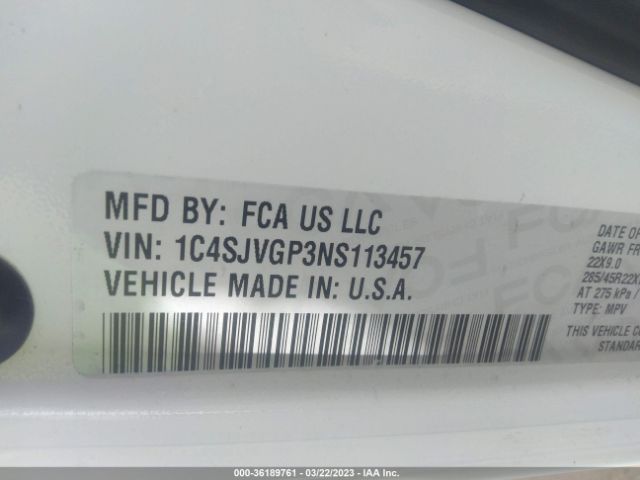 MFD BY: FCA US LLC
VIN: 1C4SJVGP3NS113457
VEHICLE MADE IN: U.S.A.
DATE OF
GAWR FR
22X9.0
285/45R22X
AT 275 kPa
TYPE: MPV
THIS VEHICLE CO
STANDAR
000-36189761 - 03/22/2023 - IAA Inc.